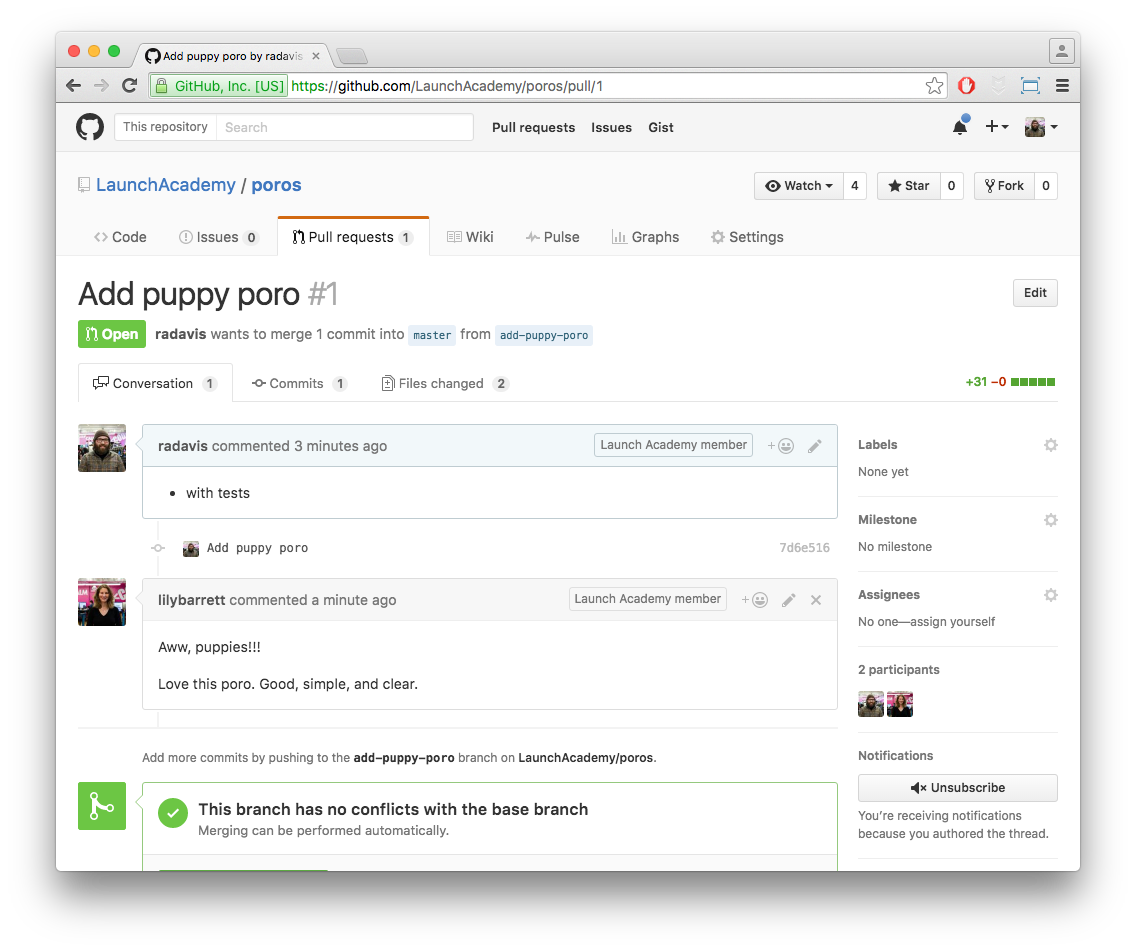 Add puppy poro by radavis
GitHub, Inc. [US] https://github.com/LaunchAcademy/poros/pull/1
This repository Search Pull requests Issues Gist
LaunchAcademy / poros Watch 4 Star 0 Fork 0
Code Issues 0 Pull requests 1 Wiki Pulse Graphs Settings
Add puppy poro #1 Edit
Open radavis wants to merge 1 commit into master from add-puppy-poro
Conversation 1 Commits 1 Files changed 2 +31 −0
radavis commented 3 minutes ago Launch Academy member
• with tests
Add puppy poro 7d6e516
lilybarrett commented a minute ago Launch Academy member
Aww, puppies!!!
Love this poro. Good, simple, and clear.
Add more commits by pushing to the add-puppy-poro branch on LaunchAcademy/poros.
This branch has no conflicts with the base branch
Merging can be performed automatically.
Labels
None yet
Milestone
No milestone
Assignees
No one—assign yourself
2 participants
Notifications
Unsubscribe
You're receiving notifications
because you authored the thread.